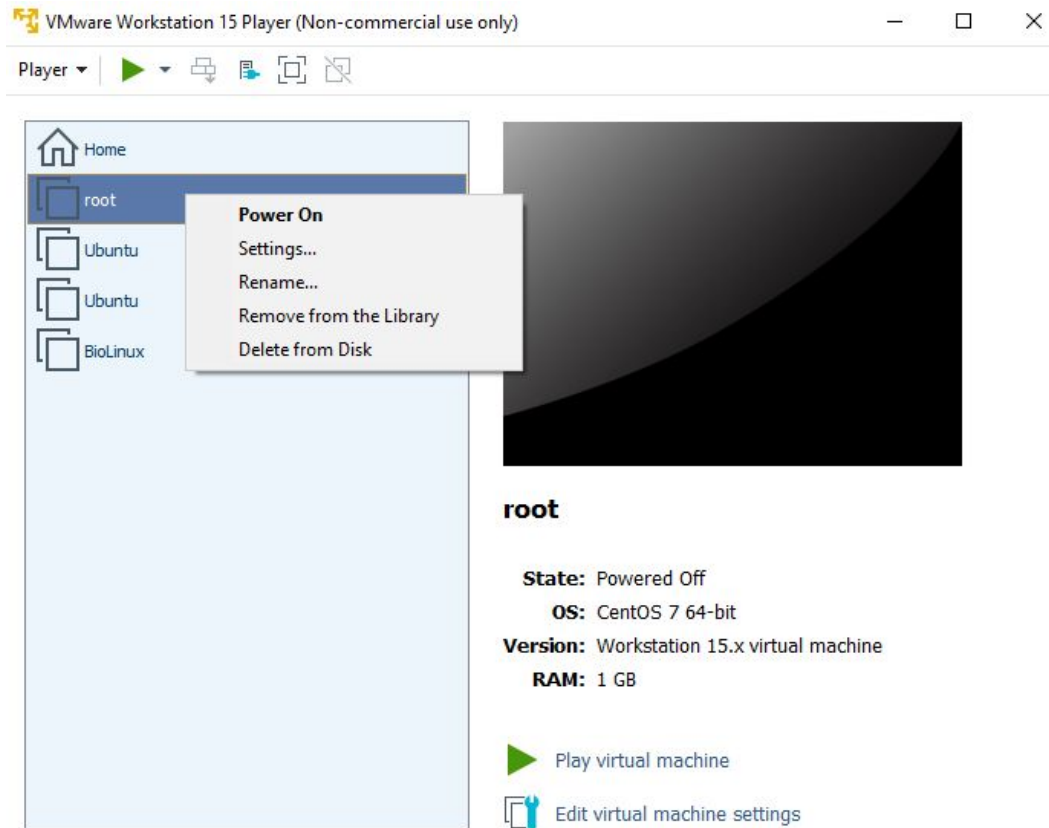 VMware Workstation 15 Player (Non-commercial use only)
Player
Home
root
Ubuntu
Ubuntu
BioLinux
Power On
Settings...
Rename...
Remove from the Library
Delete from Disk
root
State: Powered Off
OS: CentOS 7 64-bit
Version: Workstation 15.x virtual machine
RAM: 1 GB
Play virtual machine
Edit virtual machine settings